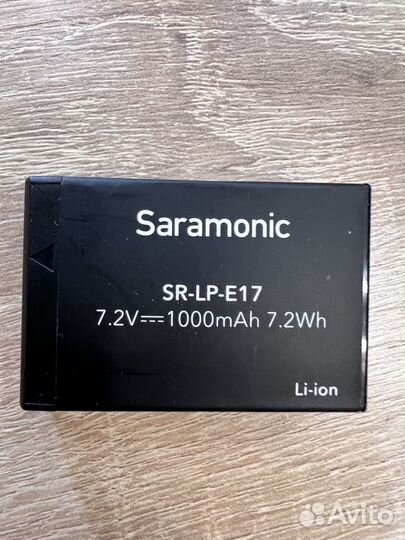 Saramonic
SR-LP-E17
7.2V⎓1000mAh 7.2Wh
Li-ion
Avito